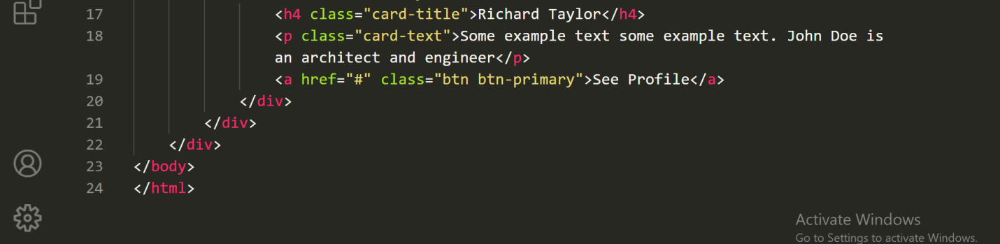 17 <h4 class="card-title">Richard Taylor</h4>
18 <p class="card-text">Some example text some example text. John Doe is
an architect and engineer</p>
19 <a href="#" class="btn btn-primary">See Profile</a>
20 </div>
21 </div>
22 </div>
23 </body>
24 </html>
Activate Windows
Go to Settings to activate Windows.